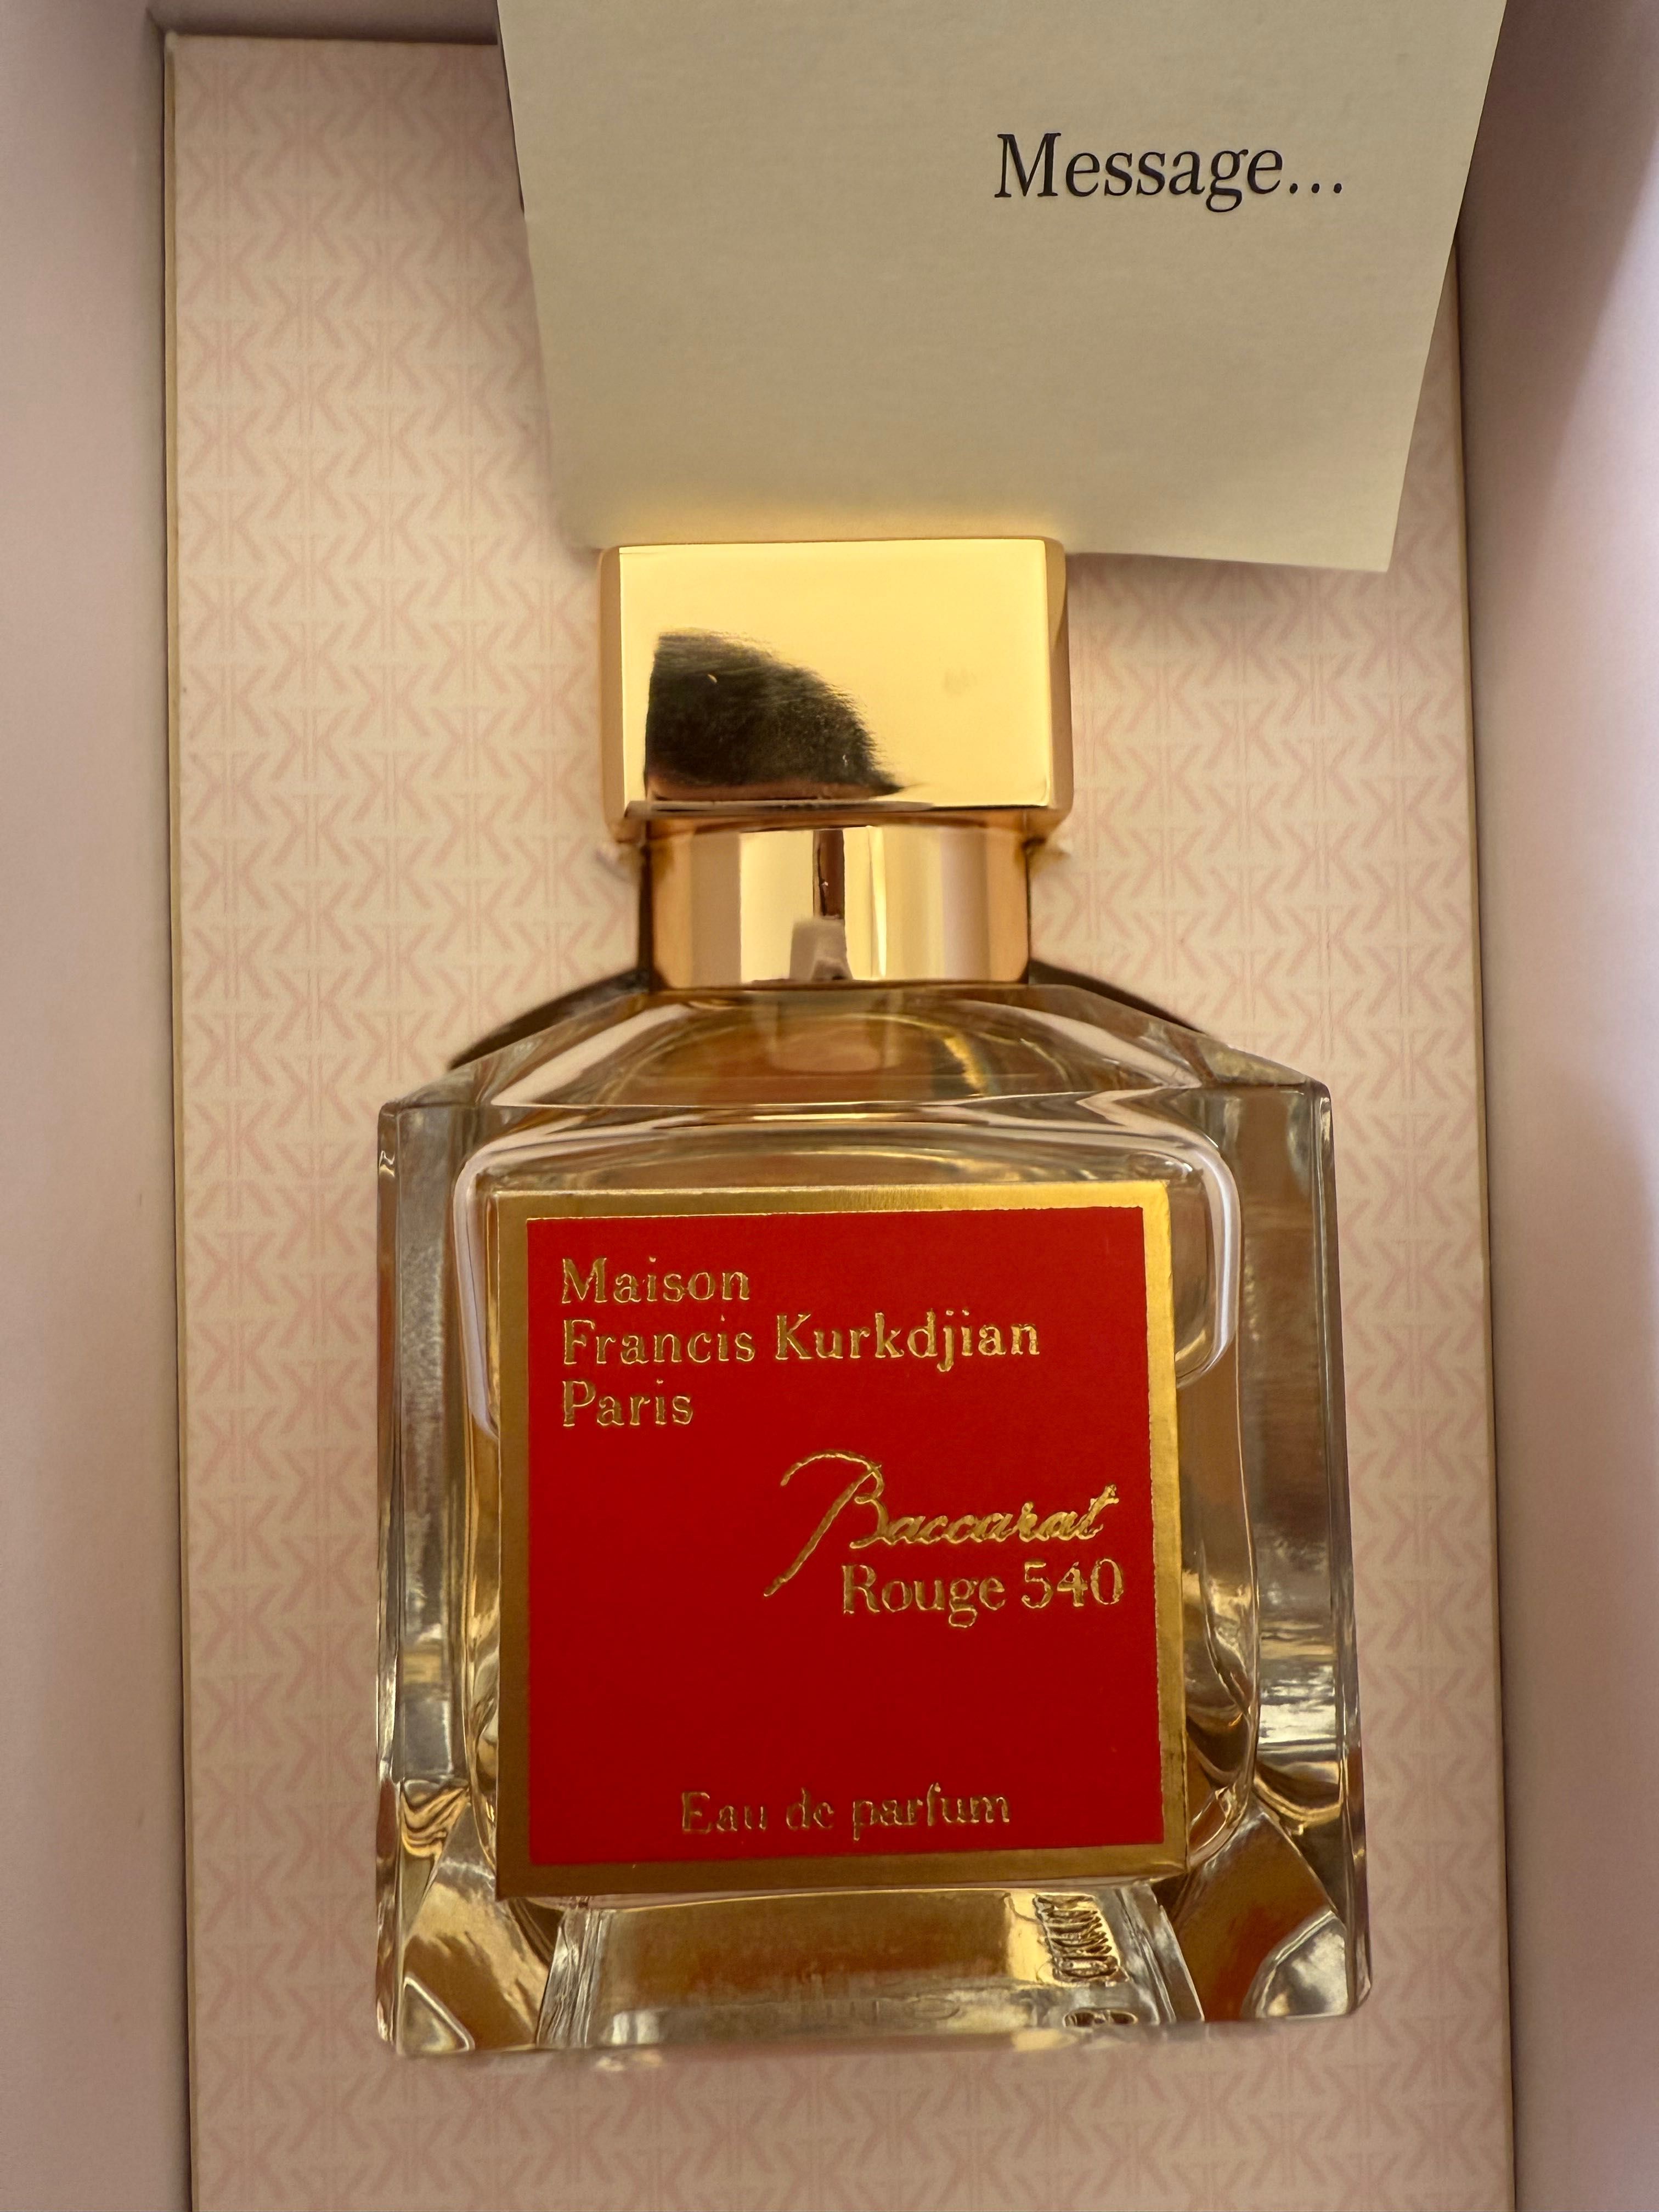 Message...
Maison
Francis Kurkdjian
Paris
Baccarat
Rouge 540
Eau de parfum